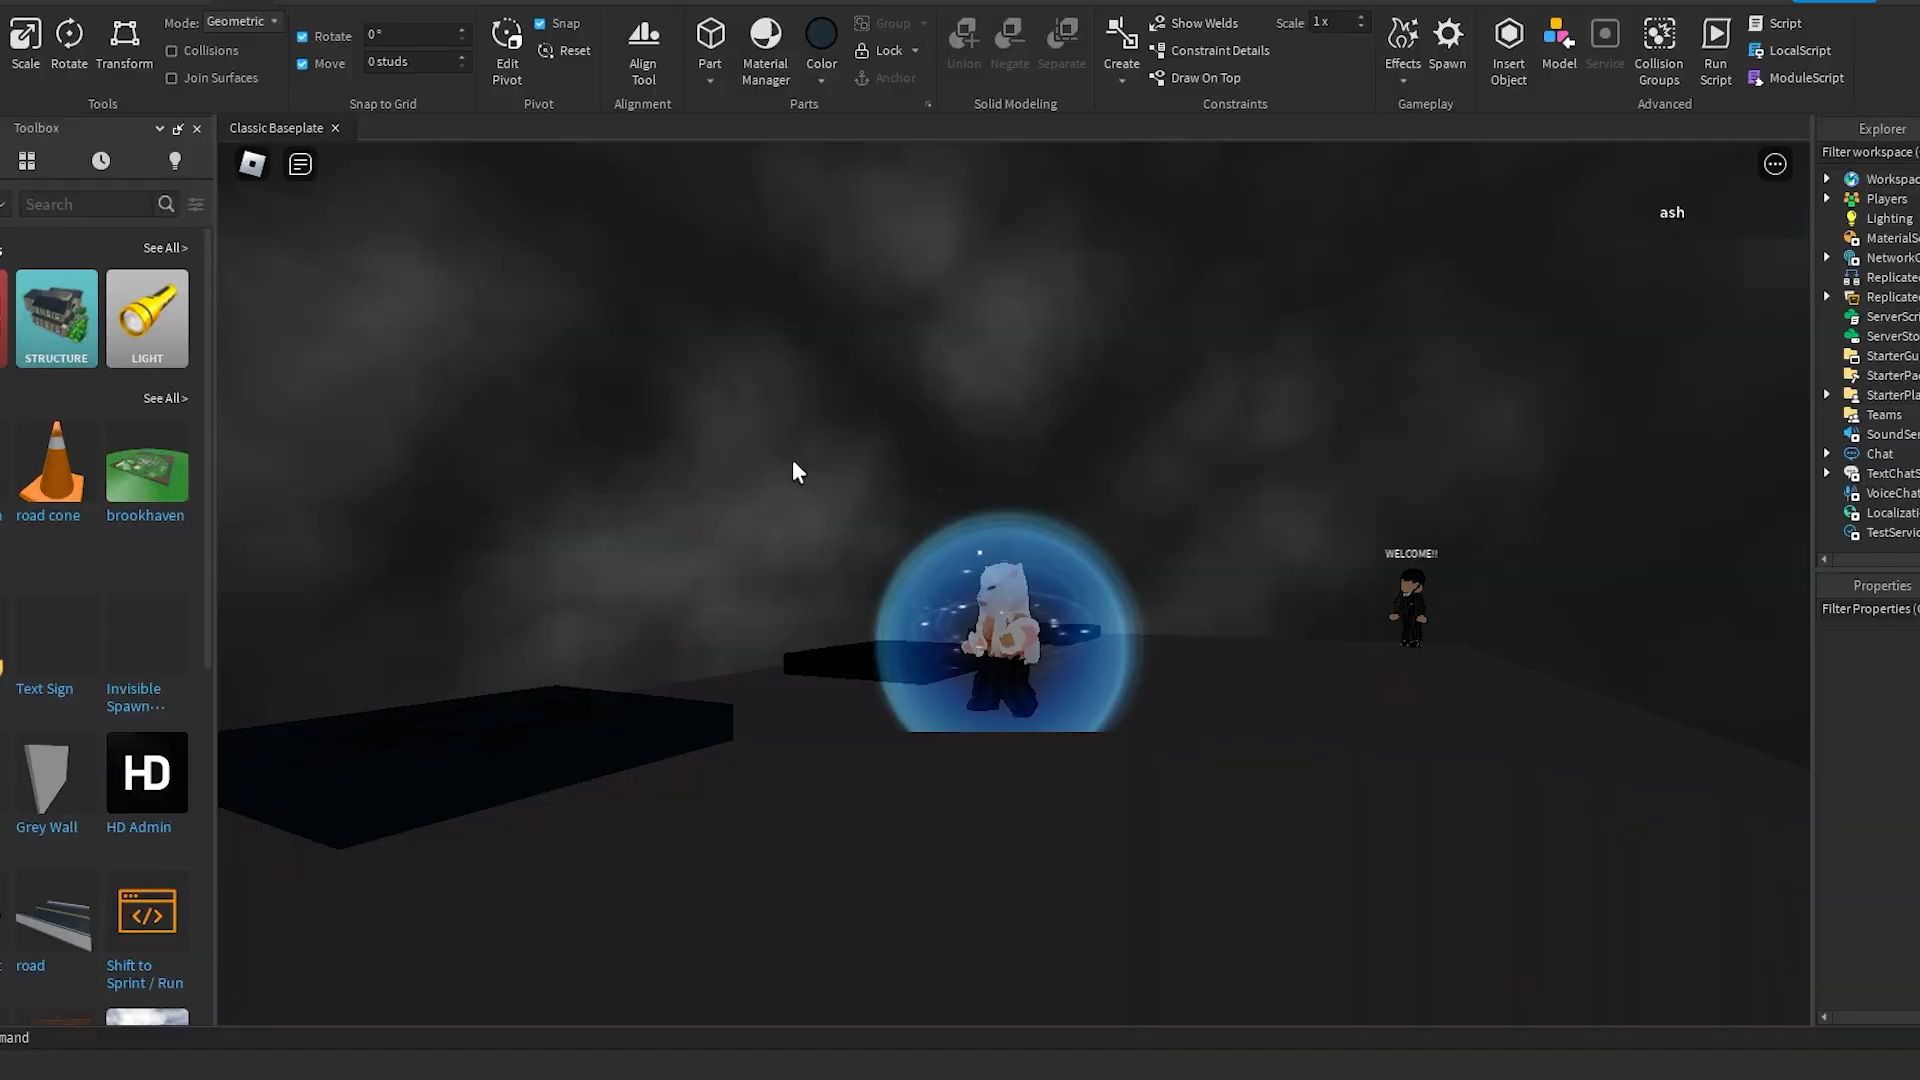 Mode: Geometric
Collisions
Join Surfaces
Scale
Rotate
Transform
Tools
Rotate 0°
Move 0 studs
Snap to Grid
Edit
Pivot
Snap
Reset
Pivot
Align
Tool
Alignment
Part
Material
Manager
Color
Group
Lock
Anchor
Parts
Union
Negate
Separate
Solid Modeling
Create
Show Welds
Constraint Details
Draw On Top
Scale 1x
Constraints
Effects
Spawn
Gameplay
Insert
Object
Model
Service
Collision
Groups
Run
Script
Script
LocalScript
ModuleScript
Advanced
Toolbox
Classic Baseplate
Search
See All >
STRUCTURE
LIGHT
See All >
road cone
brookhaven
Text Sign
Invisible
Spawn...
Grey Wall
HD
HD Admin
road
Shift to
Sprint / Run
mand
ash
WELCOME!!
Explorer
Filter workspace (
Workspac
Players
Lighting
MaterialSe
NetworkC
Replicated
Replicated
ServerScri
ServerSto
StarterGu
StarterPac
StarterPla
Teams
SoundSer
Chat
TextChatS
VoiceChat
Localizati
TestServic
Properties
Filter Properties (